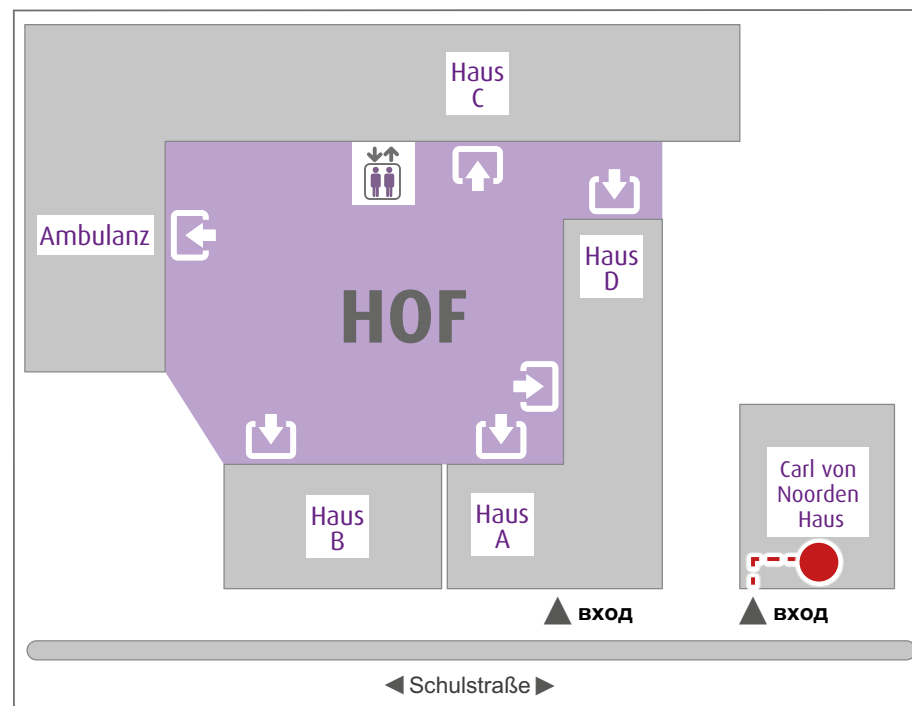 Haus
C
Ambulanz
Haus
D
HOF
Carl von
Noorden
Haus
Haus
B
Haus
A
вход
вход
Schulstraße